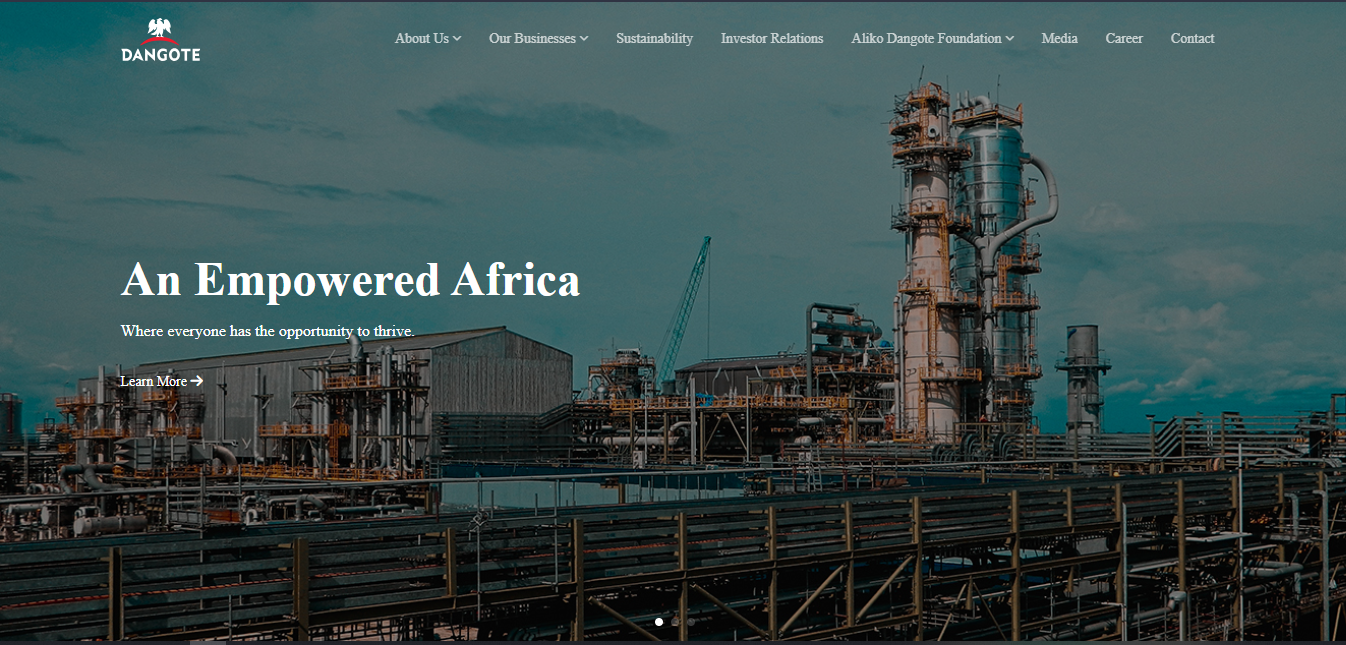 DANGOTE
About Us
Our Businesses
Sustainability
Investor Relations
Aliko Dangote Foundation
Media
Career
Contact
An Empowered Africa
Where everyone has the opportunity to thrive.
Learn More